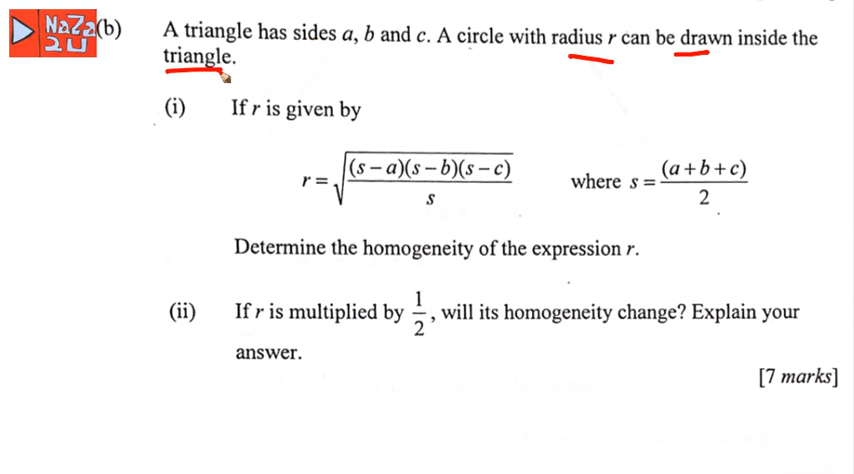 NaZa
2U
(b) A triangle has sides a, b and c. A circle with radius r can be drawn inside the
triangle.
(i) If r is given by
r = √((s – a)(s – b)(s – c) / s) where s = (a + b + c) / 2
Determine the homogeneity of the expression r.
(ii) If r is multiplied by 1/2, will its homogeneity change? Explain your
answer.
[7 marks]